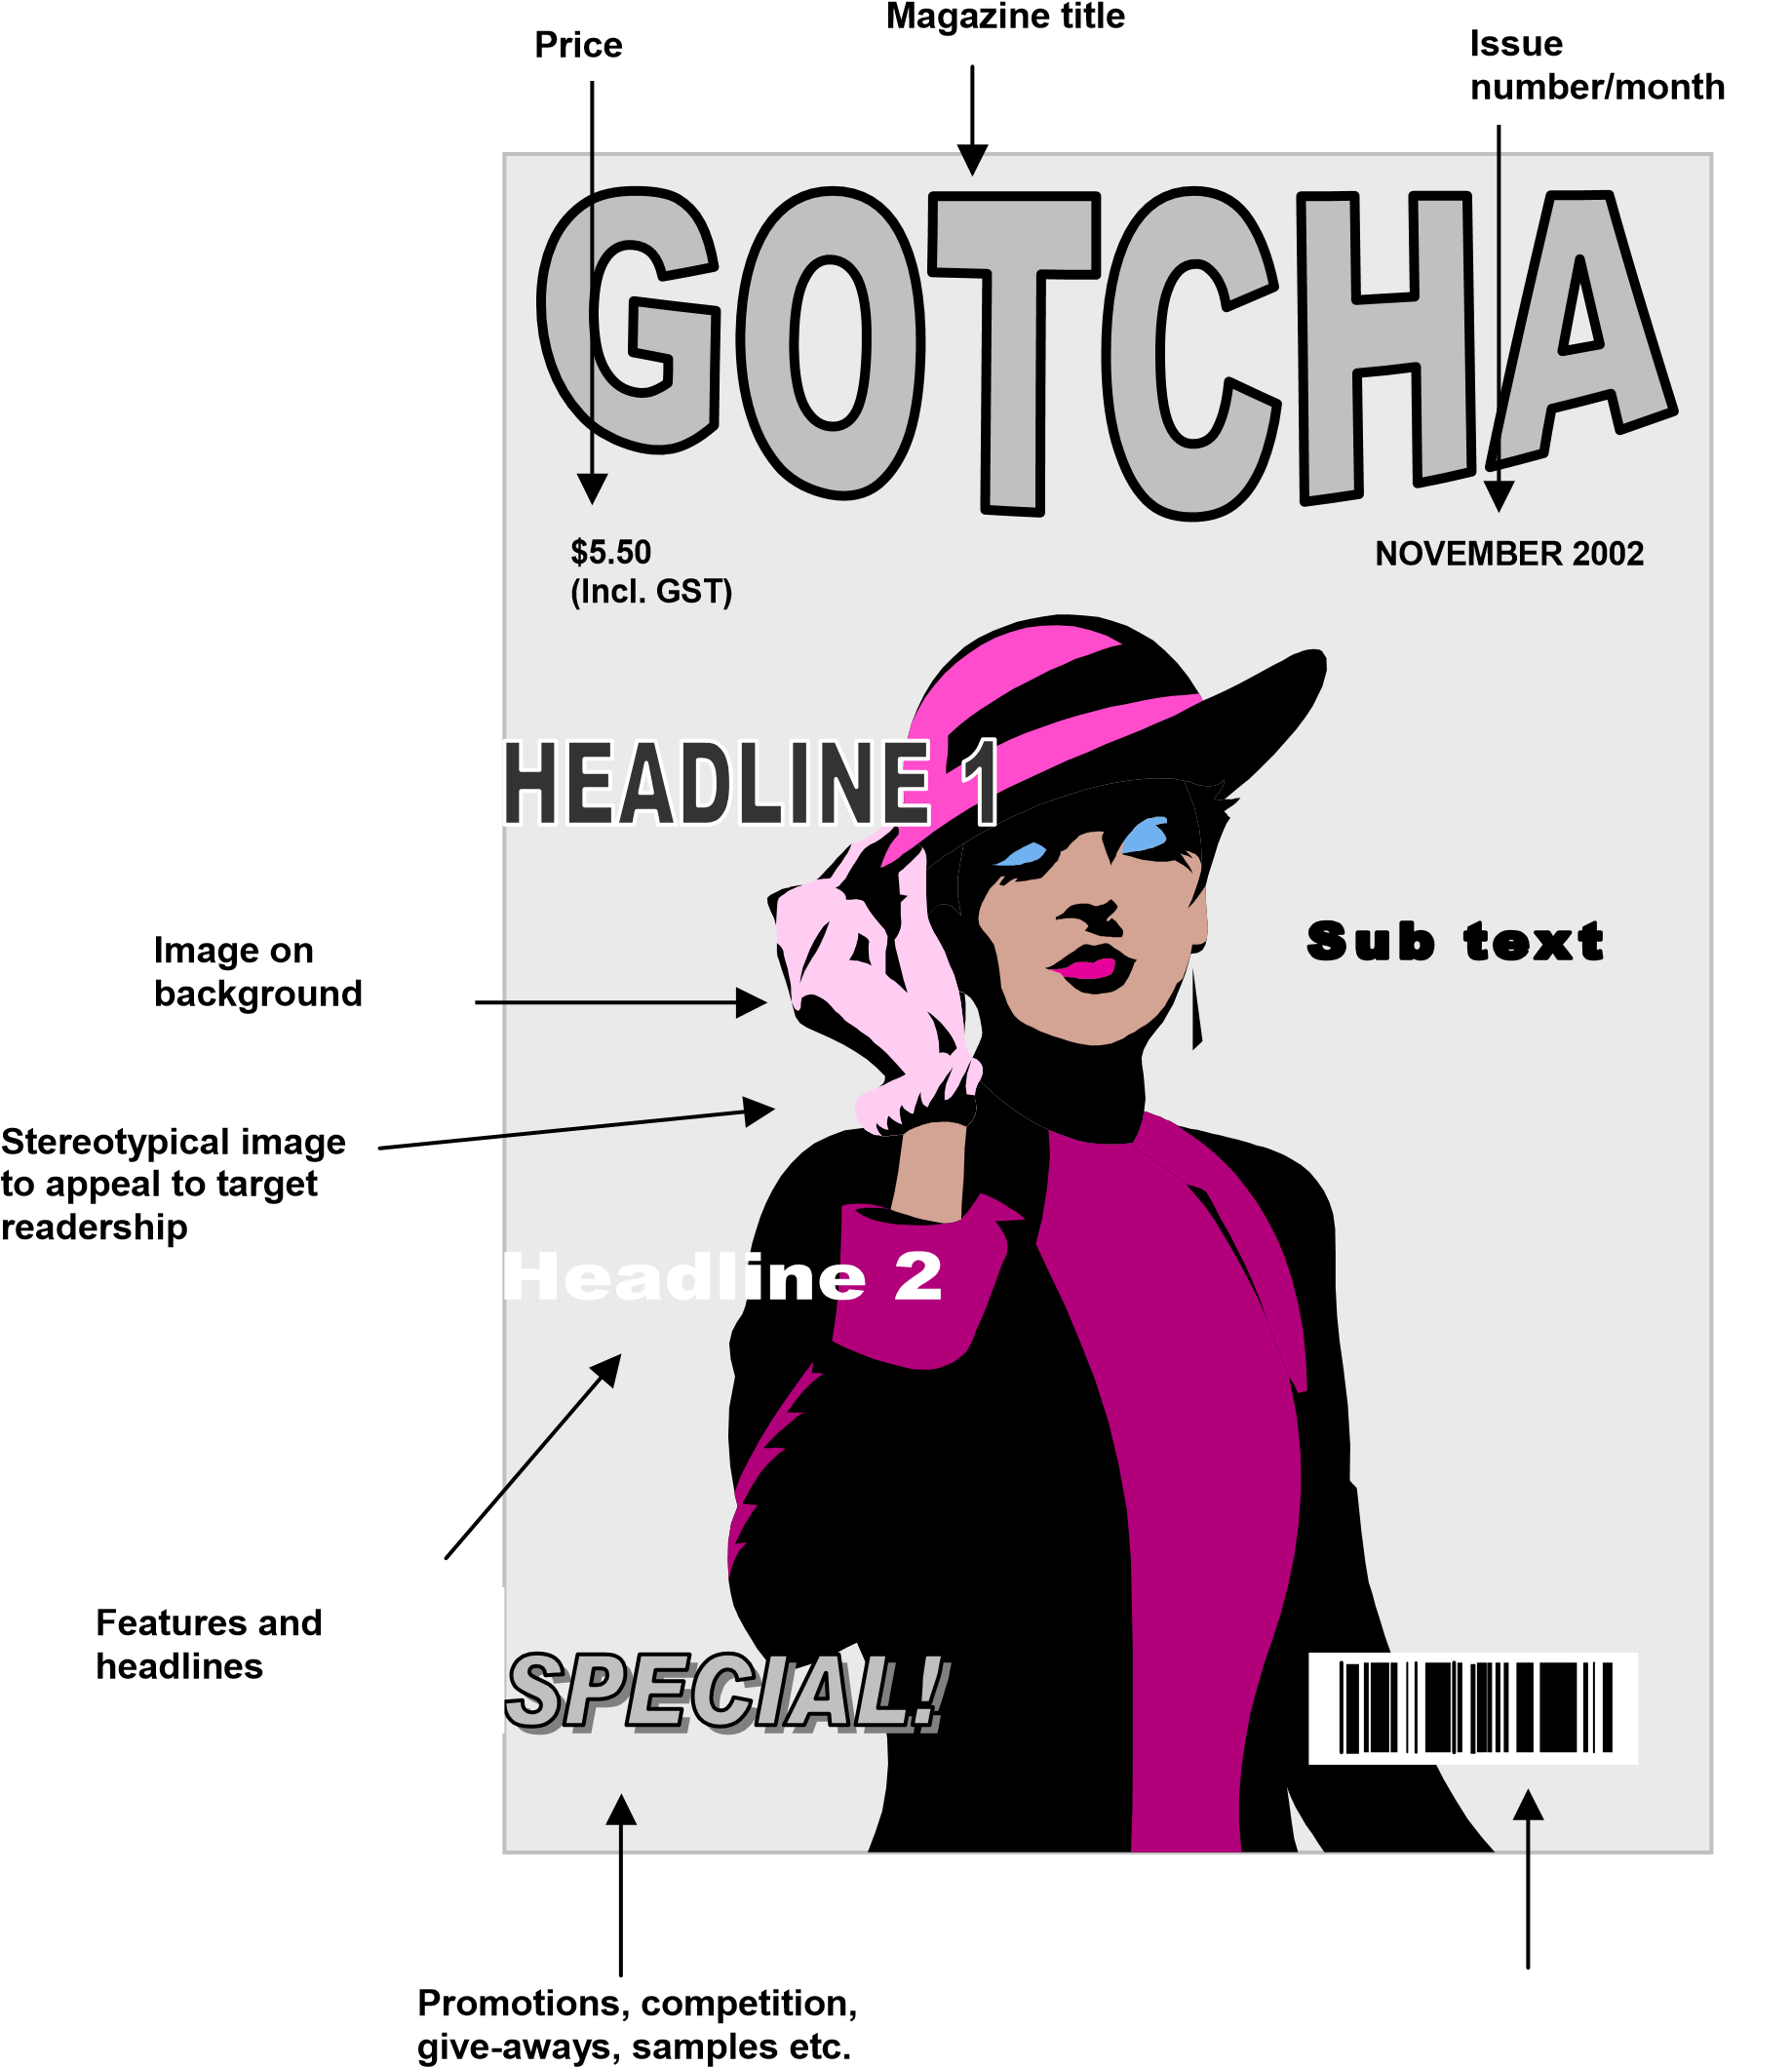 Magazine title
Price
Issue
number/month
GOTCHA
$5.50
(Incl. GST)
NOVEMBER 2002
HEADLINE 1
Image on
background
Sub text
Stereotypical image
to appeal to target
readership
Headline 2
Features and
headlines
SPECIAL!
Promotions, competition,
give-aways, samples etc.